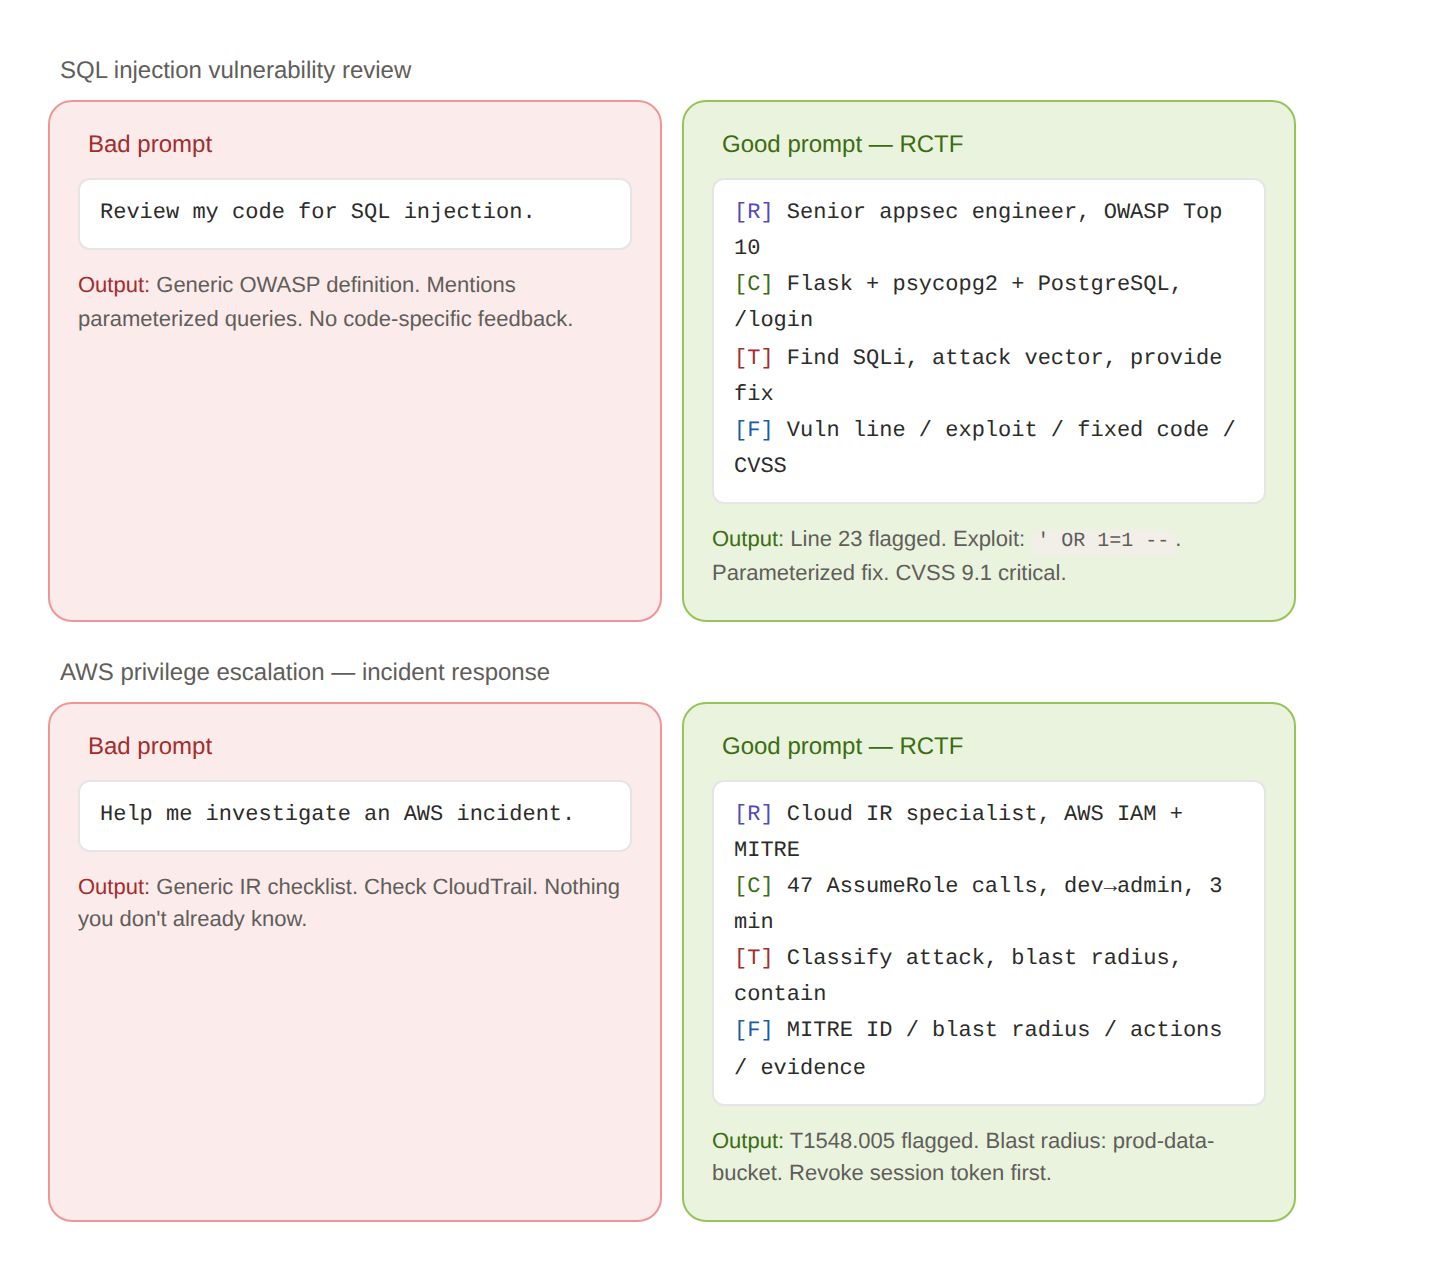 SQL injection vulnerability review
Bad prompt
Review my code for SQL injection.
Output: Generic OWASP definition. Mentions
parameterized queries. No code-specific feedback.
Good prompt — RCTF
[R] Senior appsec engineer, OWASP Top
10
[C] Flask + psycopg2 + PostgreSQL,
/login
[T] Find SQLi, attack vector, provide
fix
[F] Vuln line / exploit / fixed code /
CVSS
Output: Line 23 flagged. Exploit: ' OR 1=1 --.
Parameterized fix. CVSS 9.1 critical.
AWS privilege escalation — incident response
Bad prompt
Help me investigate an AWS incident.
Output: Generic IR checklist. Check CloudTrail. Nothing
you don't already know.
Good prompt — RCTF
[R] Cloud IR specialist, AWS IAM +
MITRE
[C] 47 AssumeRole calls, dev→admin, 3
min
[T] Classify attack, blast radius,
contain
[F] MITRE ID / blast radius / actions
/ evidence
Output: T1548.005 flagged. Blast radius: prod-data-
bucket. Revoke session token first.